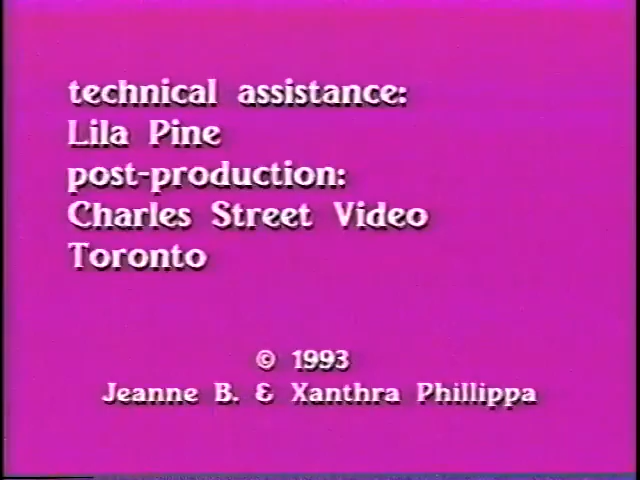 technical assistance:
Lila Pine
post-production:
Charles Street Video
Toronto
© 1993
Jeanne B. & Xanthra Phillippa